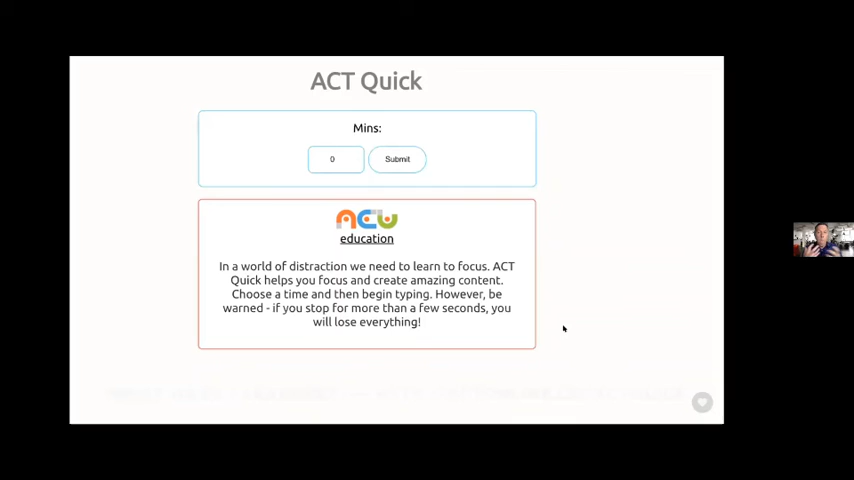 ACT Quick
Mins:
0 Submit
education
In a world of distraction we need to learn to focus. ACT
Quick helps you focus and create amazing content.
Choose a time and then begin typing. However, be
warned - if you stop for more than a few seconds, you
will lose everything!